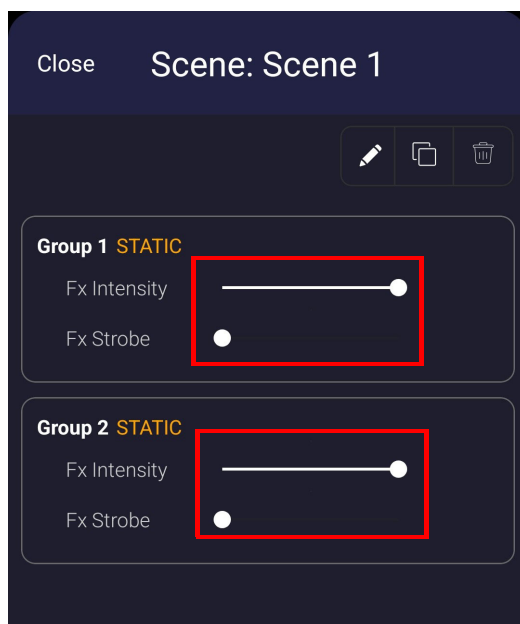 Close Scene: Scene 1
Group 1 STATIC
Fx Intensity
Fx Strobe
Group 2 STATIC
Fx Intensity
Fx Strobe